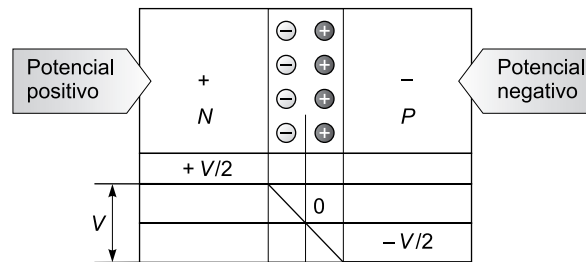 Potencial
positivo
+
N
− +
− +
− +
− +
−
P
Potencial
negativo
+ V/2
V
0
− V/2